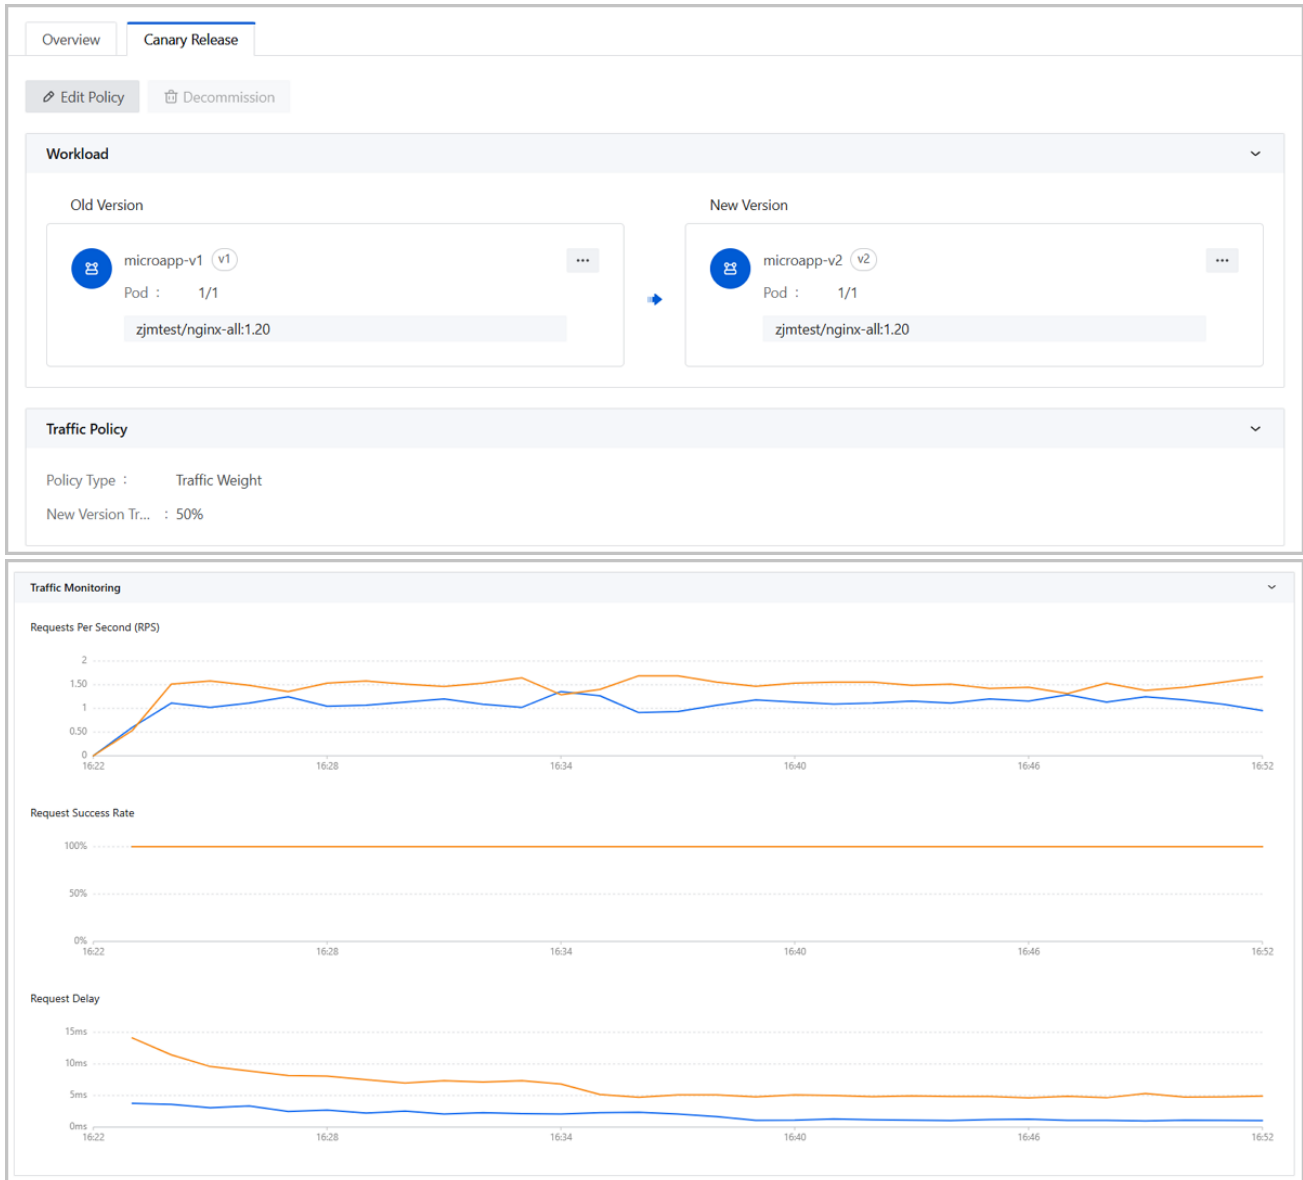 Overview
Canary Release
Edit Policy
Decommission
Workload
Old Version
New Version
microapp-v1 v1
...
Pod : 1/1
zjmtest/nginx-all:1.20
microapp-v2 v2
...
Pod : 1/1
zjmtest/nginx-all:1.20
Traffic Policy
Policy Type : Traffic Weight
New Version Tr... : 50%
Traffic Monitoring
Requests Per Second (RPS)
2
1.50
1
0.50
0
16:22 16:28 16:34 16:40 16:46 16:52
Request Success Rate
100%
50%
0%
16:22 16:28 16:34 16:40 16:46 16:52
Request Delay
15ms
10ms
5ms
0ms
16:22 16:28 16:34 16:40 16:46 16:52